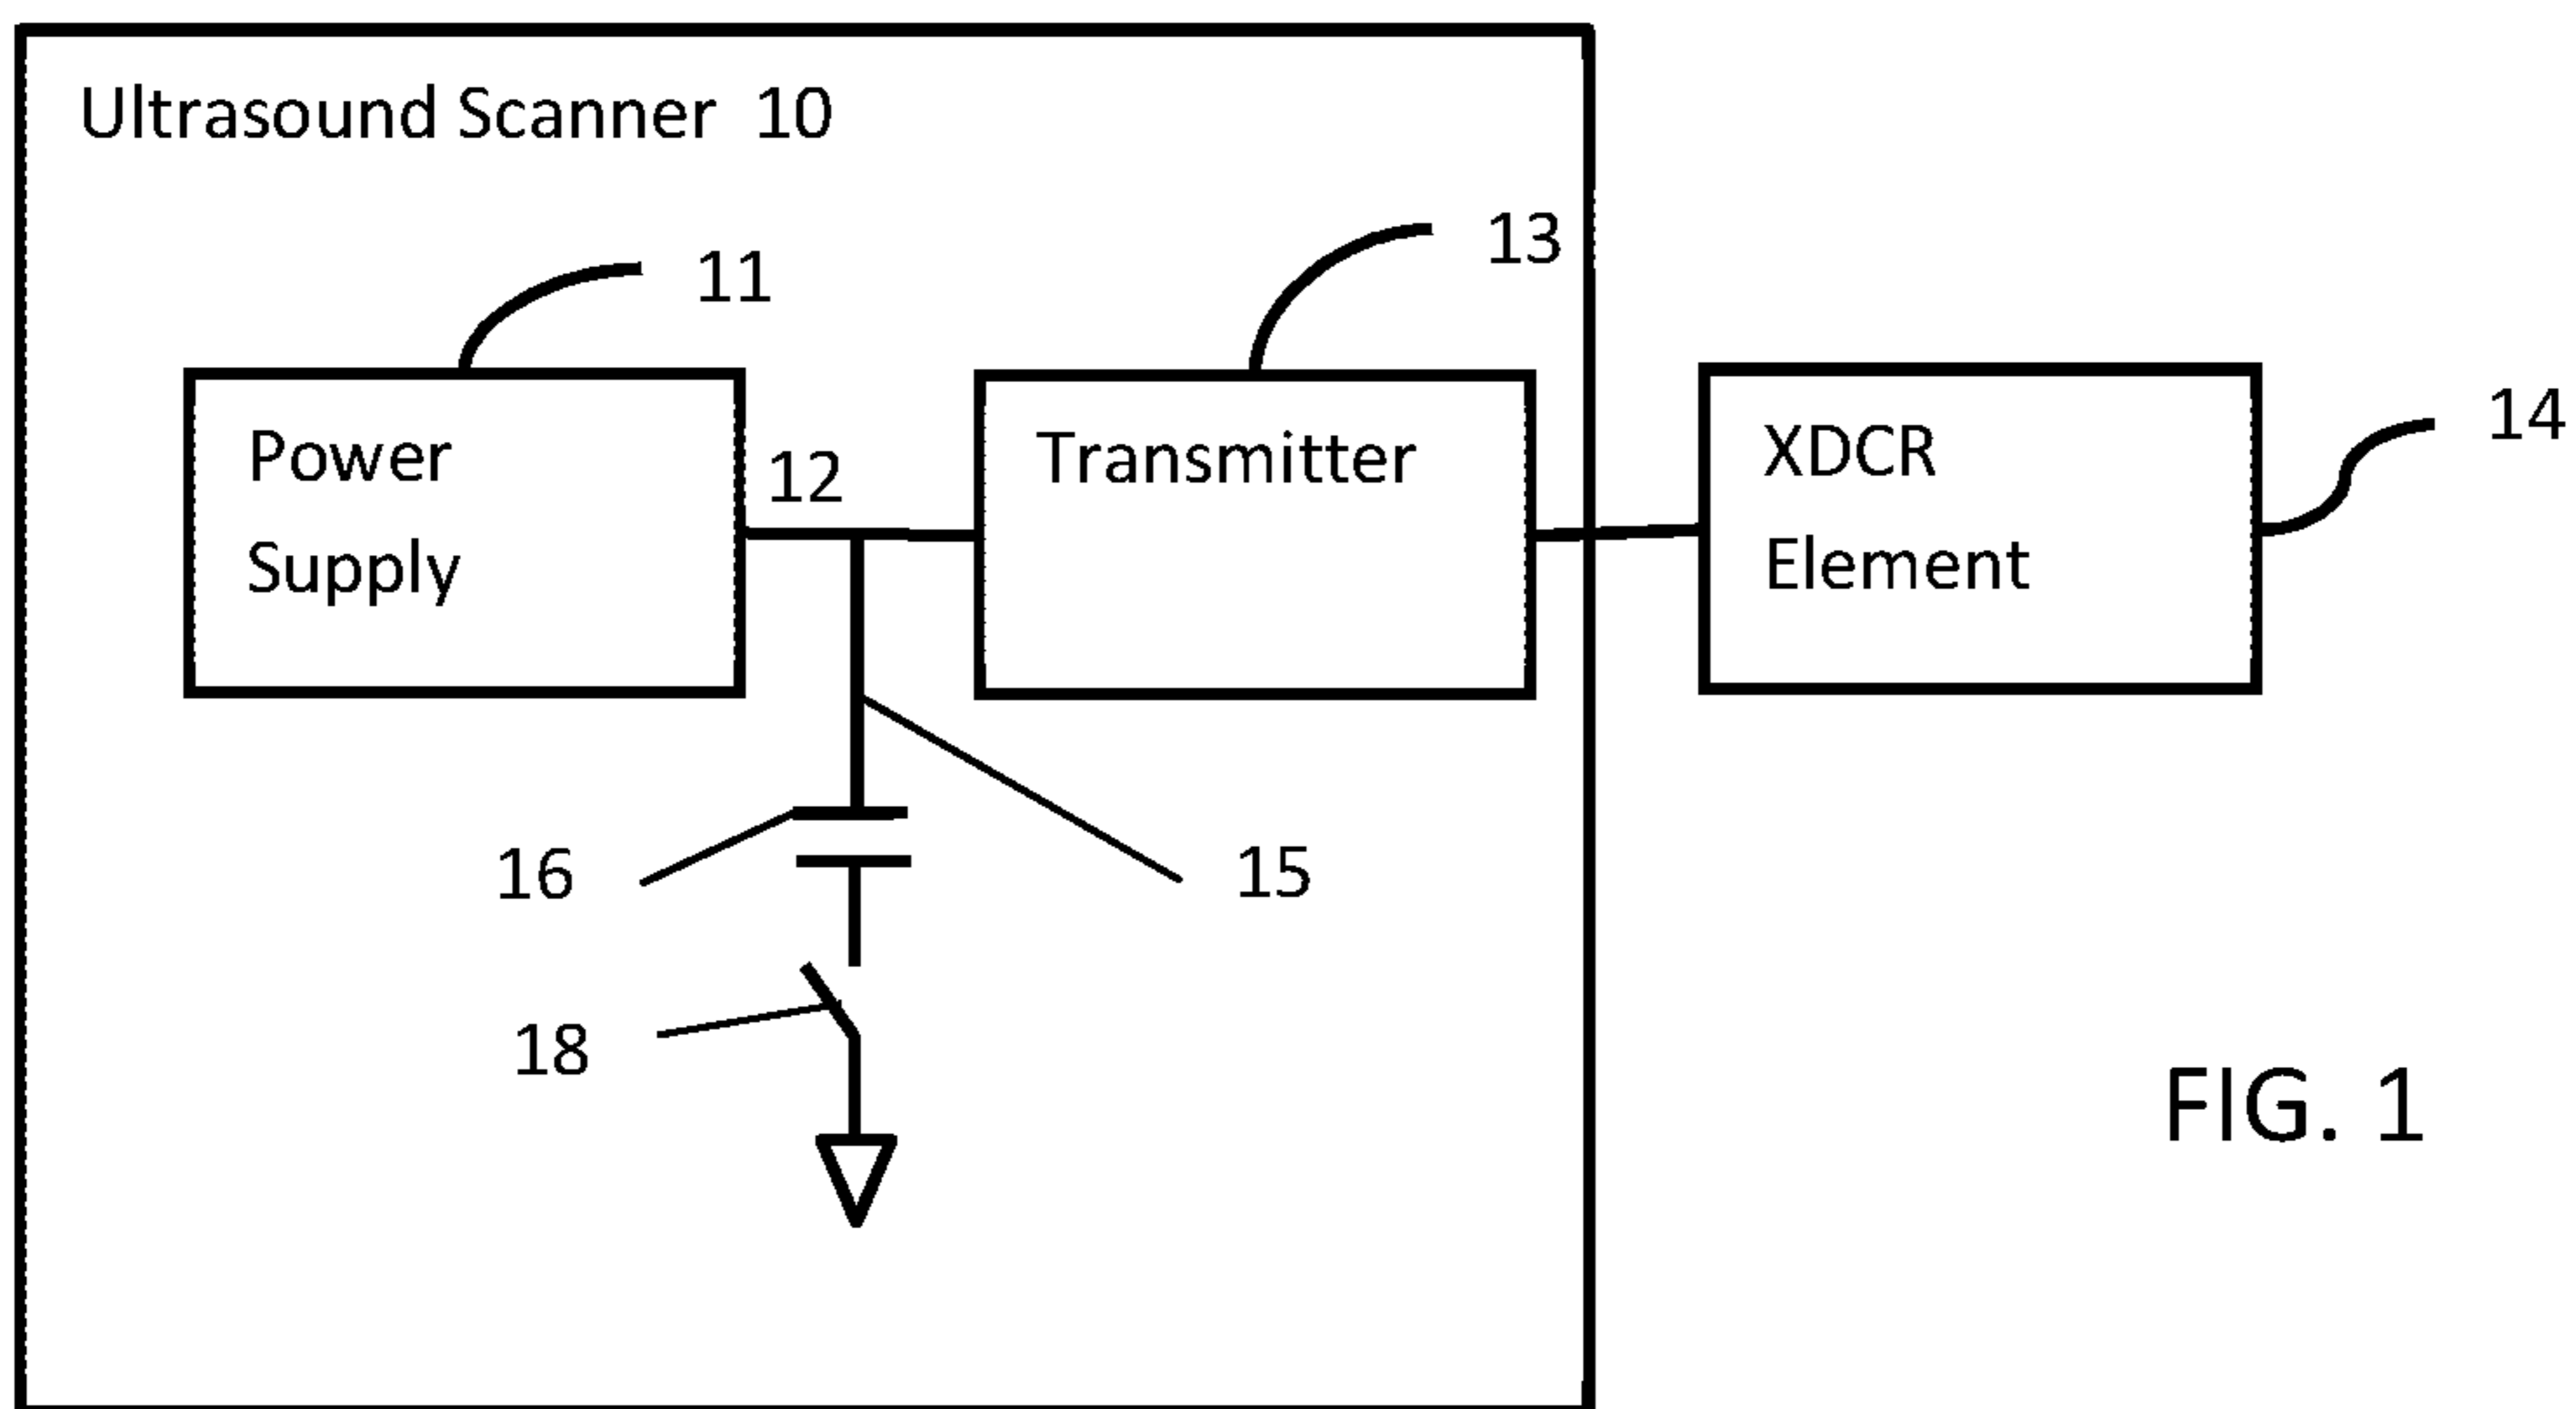 Ultrasound Scanner 10
11
13
Power
Supply
12
Transmitter
XDCR
Element
14
16
15
18
FIG. 1